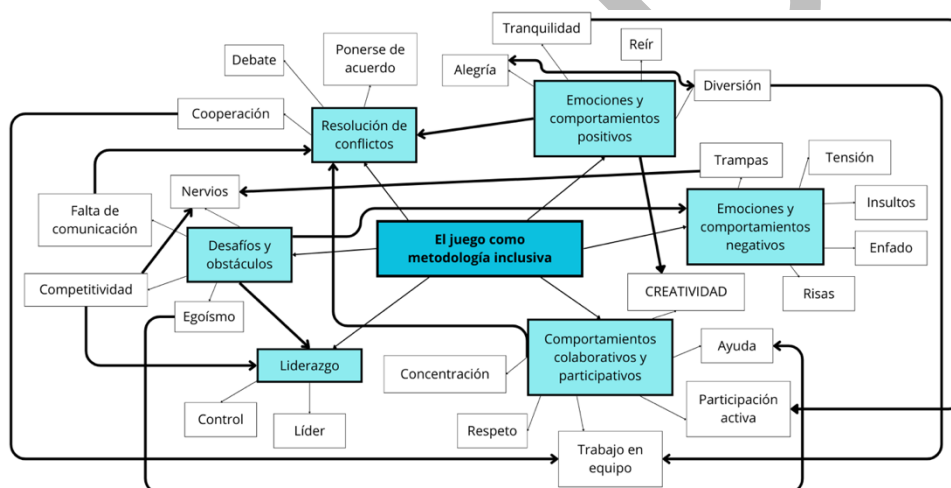 Tranquilidad
Reír
Ponerse de
acuerdo
Debate
Alegría
Diversión
Emociones y
comportamientos
positivos
Cooperación
Resolución de
conflictos
Trampas
Tensión
Nervios
Insultos
Falta de
comunicación
Emociones y
comportamientos
negativos
Desafíos y
obstáculos
El juego como
metodología inclusiva
Enfado
Competitividad
CREATIVIDAD
Risas
Egoísmo
Comportamientos
colaborativos y
participativos
Ayuda
Liderazgo
Concentración
Participación
activa
Control
Líder
Respeto
Trabajo en
equipo